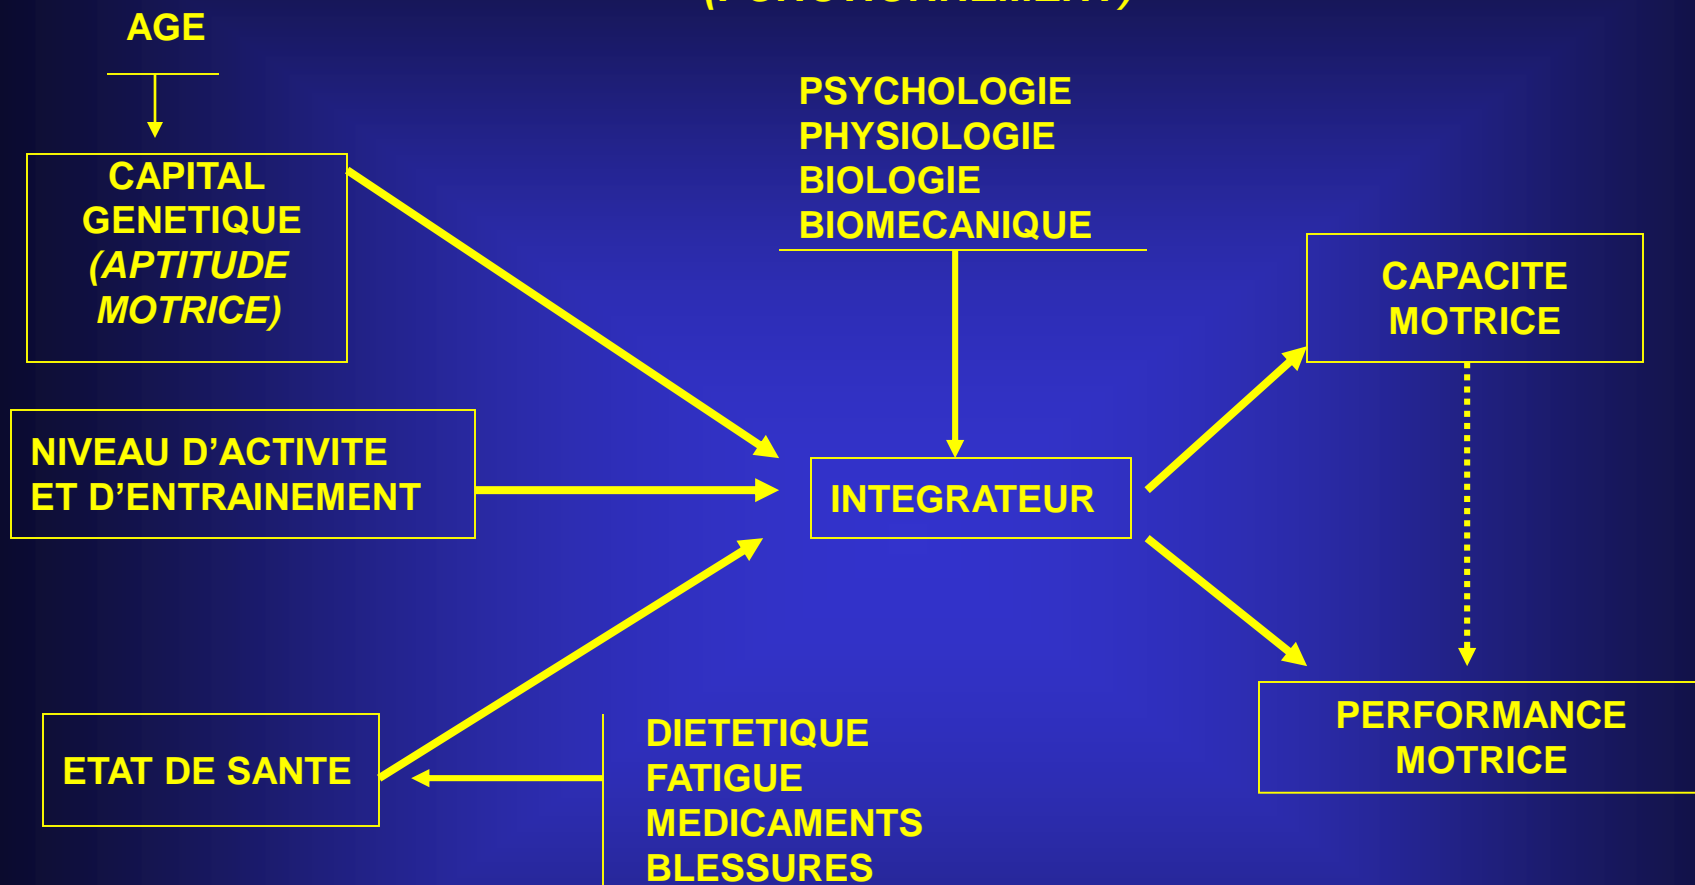 (FONCTIONNEMENT)
AGE
PSYCHOLOGIE
PHYSIOLOGIE
BIOLOGIE
BIOMECANIQUE
CAPITAL
GENETIQUE
(APTITUDE
MOTRICE)
CAPACITE
MOTRICE
NIVEAU D’ACTIVITE
ET D’ENTRAINEMENT
INTEGRATEUR
ETAT DE SANTE
DIETETIQUE
FATIGUE
MEDICAMENTS
BLESSURES
PERFORMANCE
MOTRICE